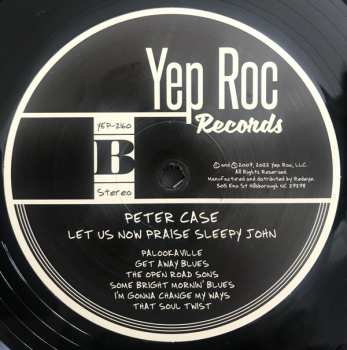 Yep Roc
Records
YEP-2160
B
Stereo
℗ and © 2007, 2022 Yep Roc, LLC.
All Rights Reserved.
Manufactured and distributed by Redeye.
505 Eno St Hillsborough NC 27278
PETER CASE
LET US NOW PRAISE SLEEPY JOHN
PALOOKAVILLE
GET AWAY BLUES
THE OPEN ROAD SONG
SOME BRIGHT MORNIN' BLUES
I'M GONNA CHANGE MY WAYS
THAT SOUL TWIST